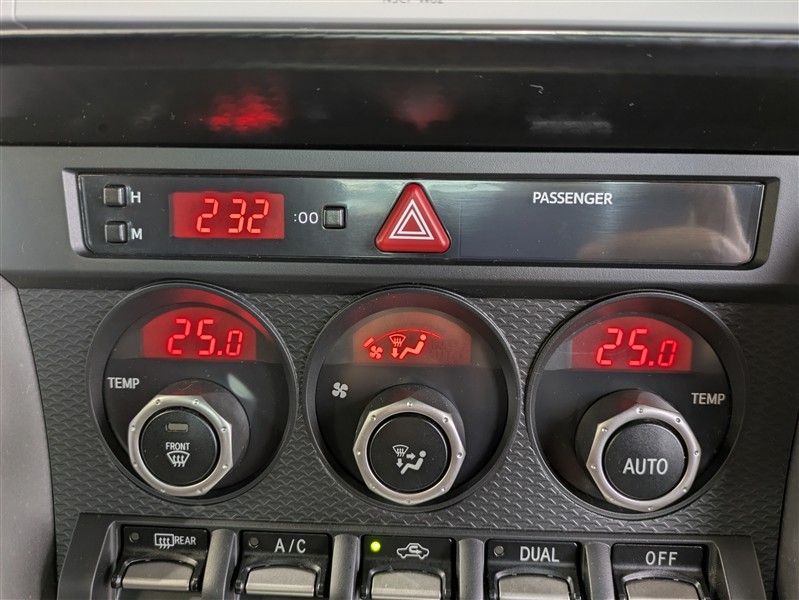 H
232
:00
PASSENGER
M
25.0
25.0
TEMP
TEMP
FRONT
AUTO
REAR
A/C
DUAL
OFF